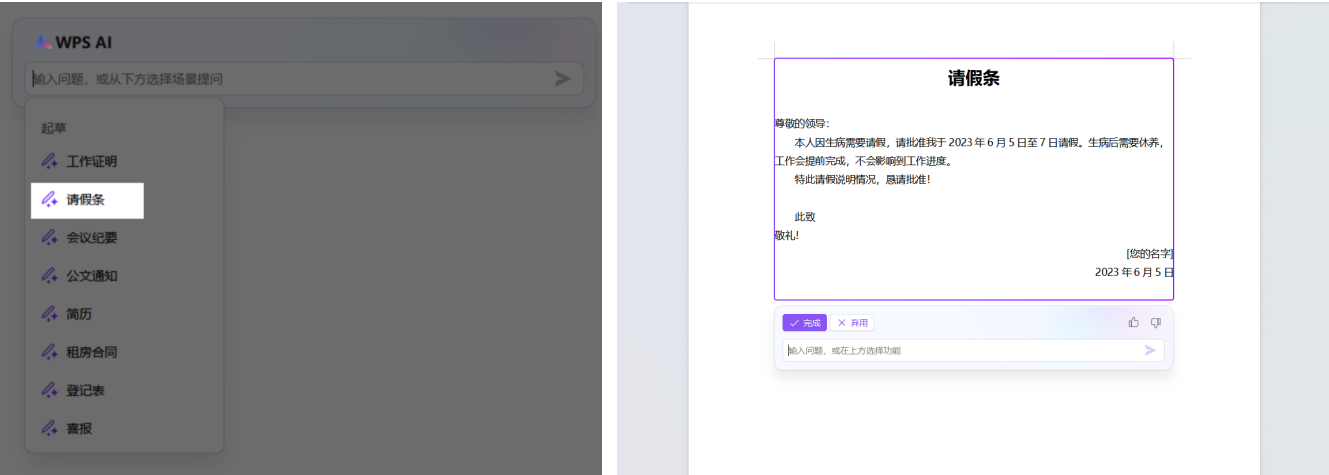 WPS AI
输入问题，或从下方选择场景提问
起草
工作证明
请假条
会议纪要
公文通知
简历
租房合同
登记表
喜报
请假条
尊敬的领导：
本人因生病需要请假，请批准我于 2023 年 6 月 5 日至 7 日请假。生病后需要休养，
工作会提前完成，不会影响到工作进度。
特此请假说明情况，恳请批准！
此致
敬礼！
[您的名字]
2023 年 6 月 5 日
完成 弃用
输入问题，或在上方选择功能